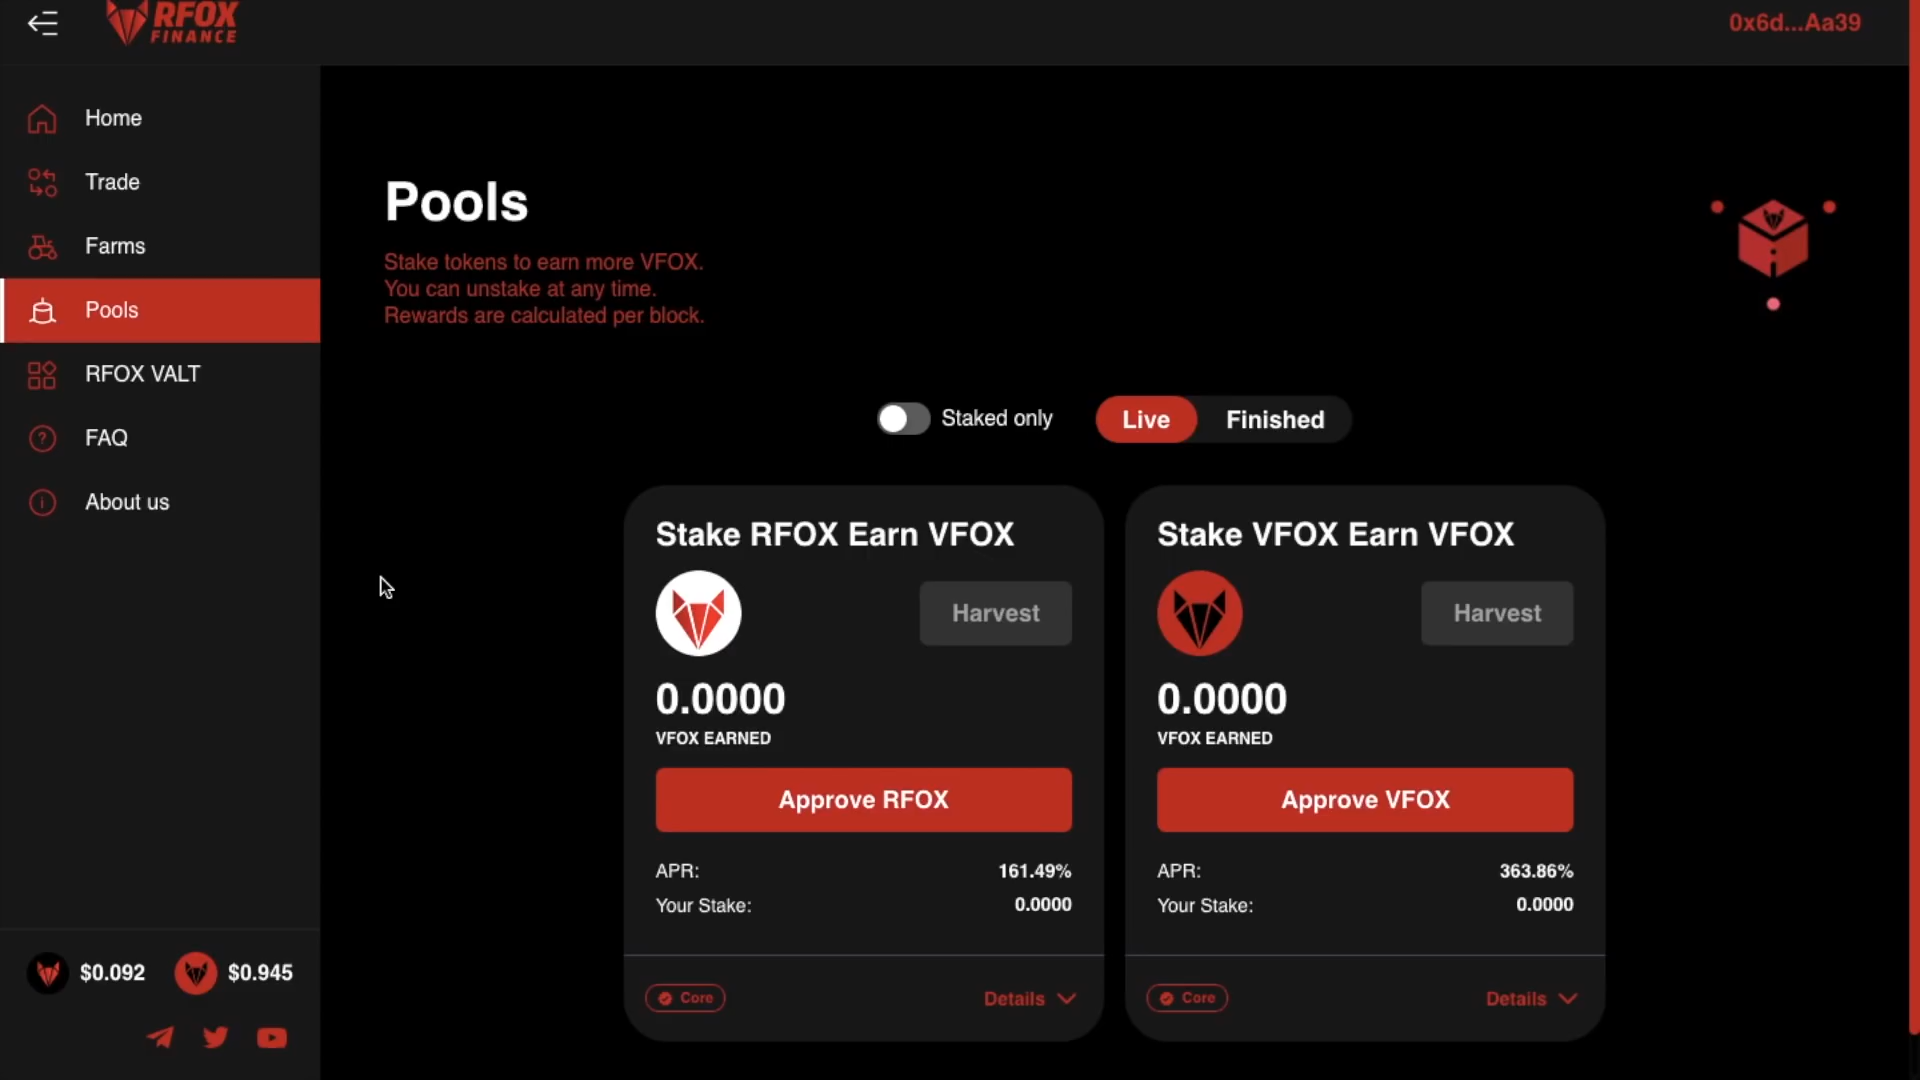 RFOX
FINANCE
0x6d...Aa39
Home
Trade
Farms
Pools
RFOX VALT
FAQ
About us
$0.092
$0.945
Pools
Stake tokens to earn more VFOX.
You can unstake at any time.
Rewards are calculated per block.
Staked only
Live
Finished
Stake RFOX Earn VFOX
Harvest
0.0000
VFOX EARNED
Approve RFOX
APR: 161.49%
Your Stake: 0.0000
Core
Details
Stake VFOX Earn VFOX
Harvest
0.0000
VFOX EARNED
Approve VFOX
APR: 363.86%
Your Stake: 0.0000
Core
Details